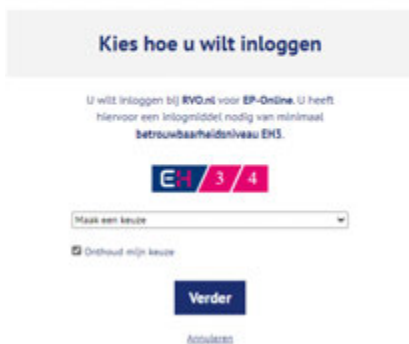 Kies hoe u wilt inloggen
U wilt inloggen bij RVO.nl voor EP-Online. U heeft
hiervoor een inlogmiddel nodig van minimaal
betrouwbaarheidsniveau EH3.
EH 3 4
Maak een keuze
Onthoud mijn keuze
Verder
Annuleren